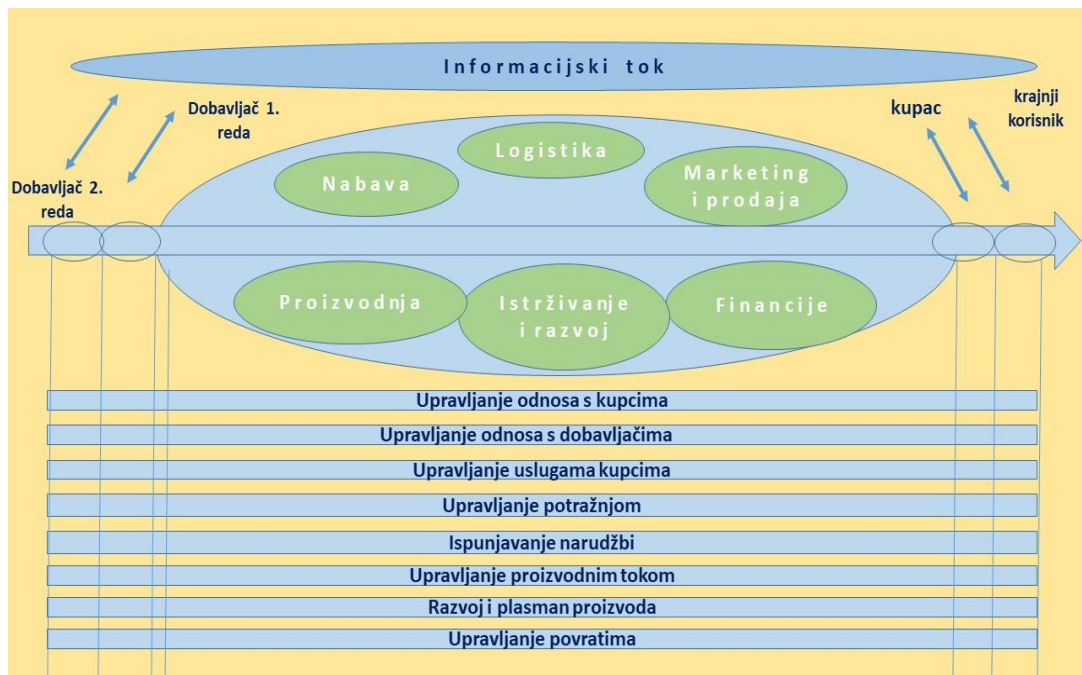 Informacijski tok
Dobavljač 1.
reda
kupac
krajnji
korisnik
Dobavljač 2.
reda
Logistika
Nabava
Marketing
i prodaja
Proizvodnja
Istrživanje
i razvoj
Financije
Upravljanje odnosa s kupcima
Upravljanje odnosa s dobavljačima
Upravljanje uslugama kupcima
Upravljanje potražnjom
Ispunjavanje narudžbi
Upravljanje proizvodnim tokom
Razvoj i plasman proizvoda
Upravljanje povratima